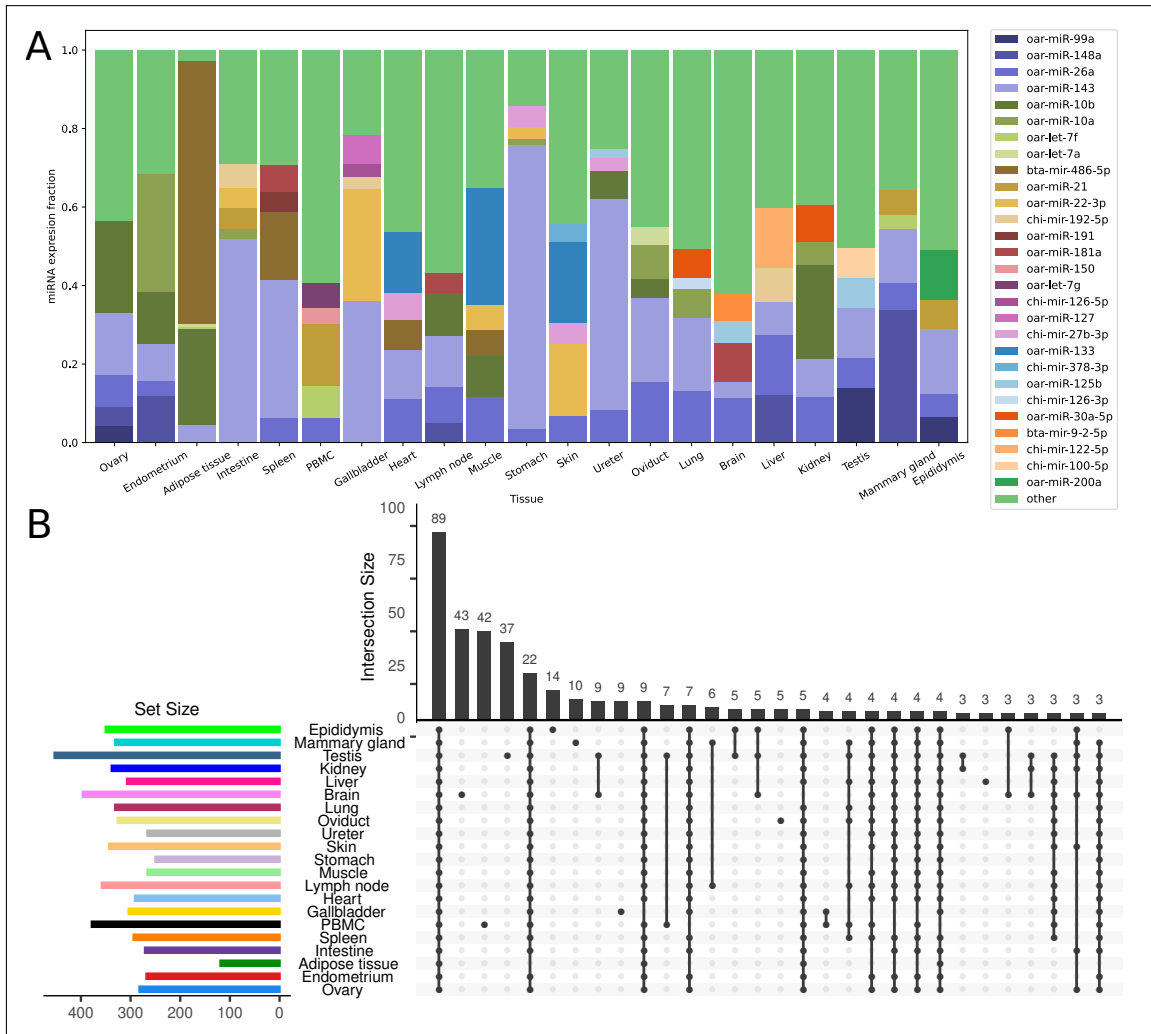 A
1.0
0.8
0.6
0.4
0.2
0.0
miRNA expresion fraction
Ovary
Endometrium
Adipose tissue
Intestine
Spleen
PBMC
Gallbladder
Heart
Lymph node
Muscle
Stomach
Skin
Ureter
Oviduct
Lung
Brain
Liver
Kidney
Testis
Mammary gland
Epididymis
Tissue
oar-miR-99a
oar-miR-148a
oar-miR-26a
oar-miR-143
oar-miR-10b
oar-miR-10a
oar-let-7f
oar-let-7a
bta-mir-486-5p
oar-miR-21
oar-miR-22-3p
chi-mir-192-5p
oar-miR-191
oar-miR-181a
oar-miR-150
oar-let-7g
chi-mir-126-5p
oar-miR-127
chi-mir-27b-3p
oar-miR-133
chi-mir-378-3p
oar-miR-125b
chi-mir-126-3p
oar-miR-30a-5p
bta-mir-9-2-5p
chi-mir-122-5p
chi-mir-100-5p
oar-miR-200a
other
B
Intersection Size
100
75
50
25
0
89 43 42 37 22 14 10 9 9 9 7 7 6 5 5 5 5 4 4 4 4 4 4 3 3 3 3 3 3 3
Set Size
Epididymis
Mammary gland
Testis
Kidney
Liver
Brain
Lung
Oviduct
Ureter
Skin
Stomach
Muscle
Lymph node
Heart
Gallbladder
PBMC
Spleen
Intestine
Adipose tissue
Endometrium
Ovary
400 300 200 100 0